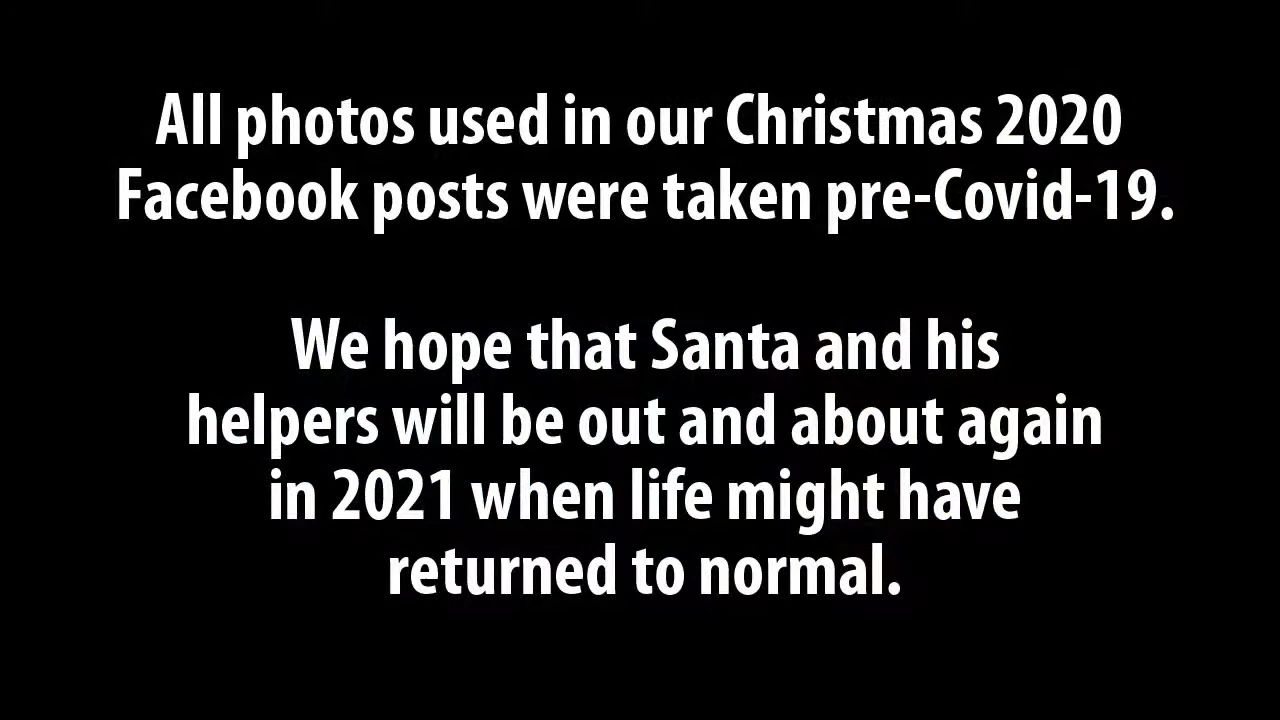 All photos used in our Christmas 2020
Facebook posts were taken pre-Covid-19.
We hope that Santa and his
helpers will be out and about again
in 2021 when life might have
returned to normal.